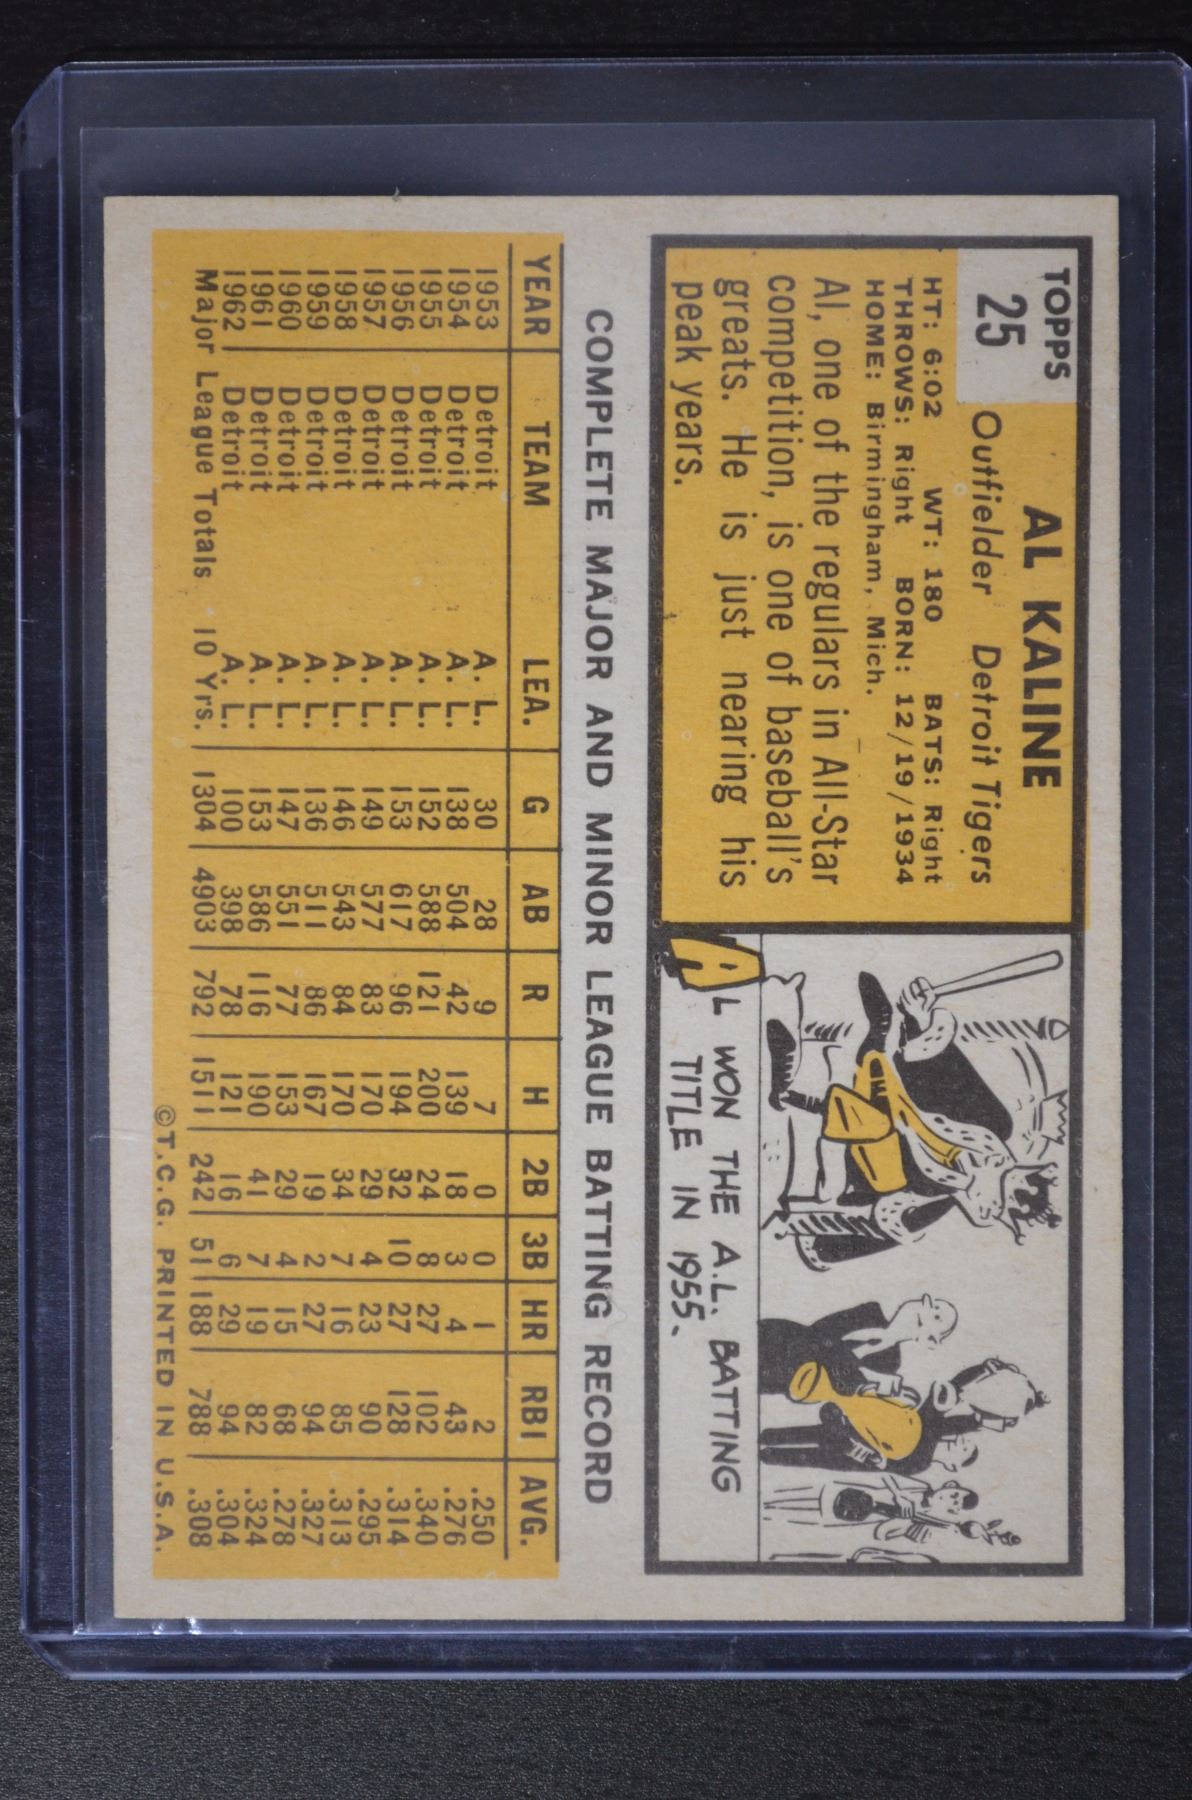 TOPPS
25
AL KALINE
Outfielder Detroit Tigers
HT: 6:02 WT: 180 BATS: Right
THROWS: Right BORN: 12/19/1934
HOME: Birmingham, Mich.
Al, one of the regulars in All-Star
competition, is one of baseball's
greats. He is just nearing his
peak years.
AL WON THE A.L. BATTING
TITLE IN 1955.
COMPLETE MAJOR AND MINOR LEAGUE BATTING RECORD
YEAR TEAM LEA. G AB R H 2B 3B HR RBI AVG.
1953 Detroit A. L. 30 28 9 7 0 0 1 2 .250
1954 Detroit A. L. 138 504 42 139 18 3 4 43 .276
1955 Detroit A. L. 152 588 121 200 24 8 27 102 .340
1956 Detroit A. L. 153 617 96 194 32 10 27 128 .314
1957 Detroit A. L. 149 577 83 170 29 4 23 90 .295
1958 Detroit A. L. 146 543 84 170 34 7 16 85 .313
1959 Detroit A. L. 136 511 86 167 19 2 27 94 .327
1960 Detroit A. L. 147 551 77 153 29 4 15 68 .278
1961 Detroit A. L. 153 586 116 190 41 7 19 82 .324
1962 Detroit A. L. 100 398 78 121 16 6 29 94 .304
Major League Totals 10 Yrs. 1304 4903 792 1511 242 51 188 788 .308
©T.C.G. PRINTED IN U.S.A.